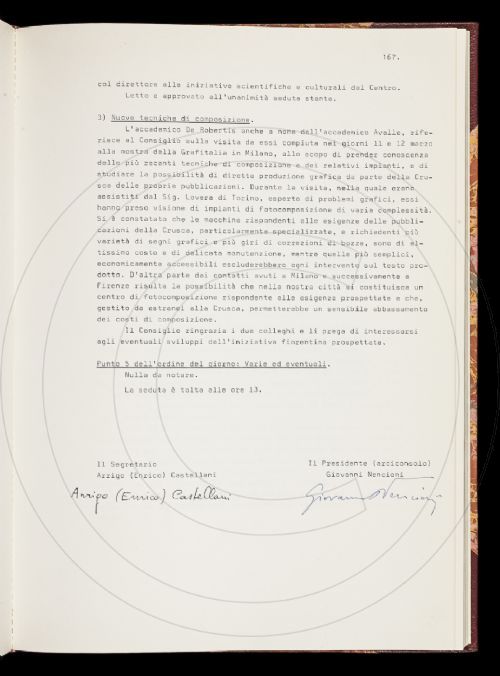 167.
col direttore alle iniziative scientifiche e culturali del Centro.
Letto e approvato all'unanimità seduta stante.
3) Nuove tecniche di composizione.
L'accademico De Robertis anche a nome dell'accademico Avalle, rife-
risce al Consiglio sulla visita da essi compiuta nei giorni 11 e 12 marzo
alla mostra della Grafitalia in Milano, allo scopo di prender conoscenza
delle più recenti tecniche di composizione e dei relativi impianti, e di
studiare la possibilità di diretta produzione grafica da parte della Cru-
sca delle proprie pubblicazioni. Durante la visita, nella quale erano
assistiti dal Sig. Lovera di Torino, esperto di problemi grafici, essi
hanno preso visione di impianti di fotocomposizione di varia complessità.
Si è constatato che le macchine rispondenti alle esigenze delle pubbli-
cazioni della Crusca, particolarmente specializzate, e richiedenti più
varietà di segni grafici e più giri di correzioni di bozze, sono di al-
tissimo costo e di delicata manutenzione, mentre quelle più semplici,
economicamente accessibili escluderebbero ogni intervento sul testo pro-
dotto. D'altra parte dai contatti avuti a Milano e successivamente a
Firenze risulta la possibilità che nella nostra città si costituisce un
centro di fotocomposizione rispondente alle esigenze prospettate e che,
gestito da estranei alla Crusca, permetterebbe un sensibile abbassamento
dei costi di composizione.
Il Consiglio ringrazia i due colleghi e li prega di interessarsi
agli eventuali sviluppi dell'iniziativa fiorentina prospettata.
Punto 5 dell'ordine del giorno: Varie ed eventuali.
Nulla da notare.
La seduta è tolta alle ore 13.
Il Segretario
Arrigo (Enrico) Castellani
Arrigo (Enrico) Castellani
Il Presidente (arciconsolo)
Giovanni Nencioni
Giovanni Nencioni